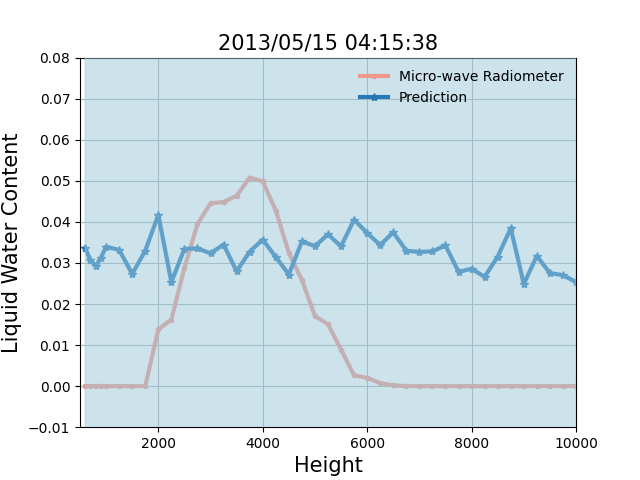 2013/05/15 04:15:38
Micro-wave Radiometer
Prediction
Liquid Water Content
0.08
0.07
0.06
0.05
0.04
0.03
0.02
0.01
0.00
−0.01
2000 4000 6000 8000 10000
Height